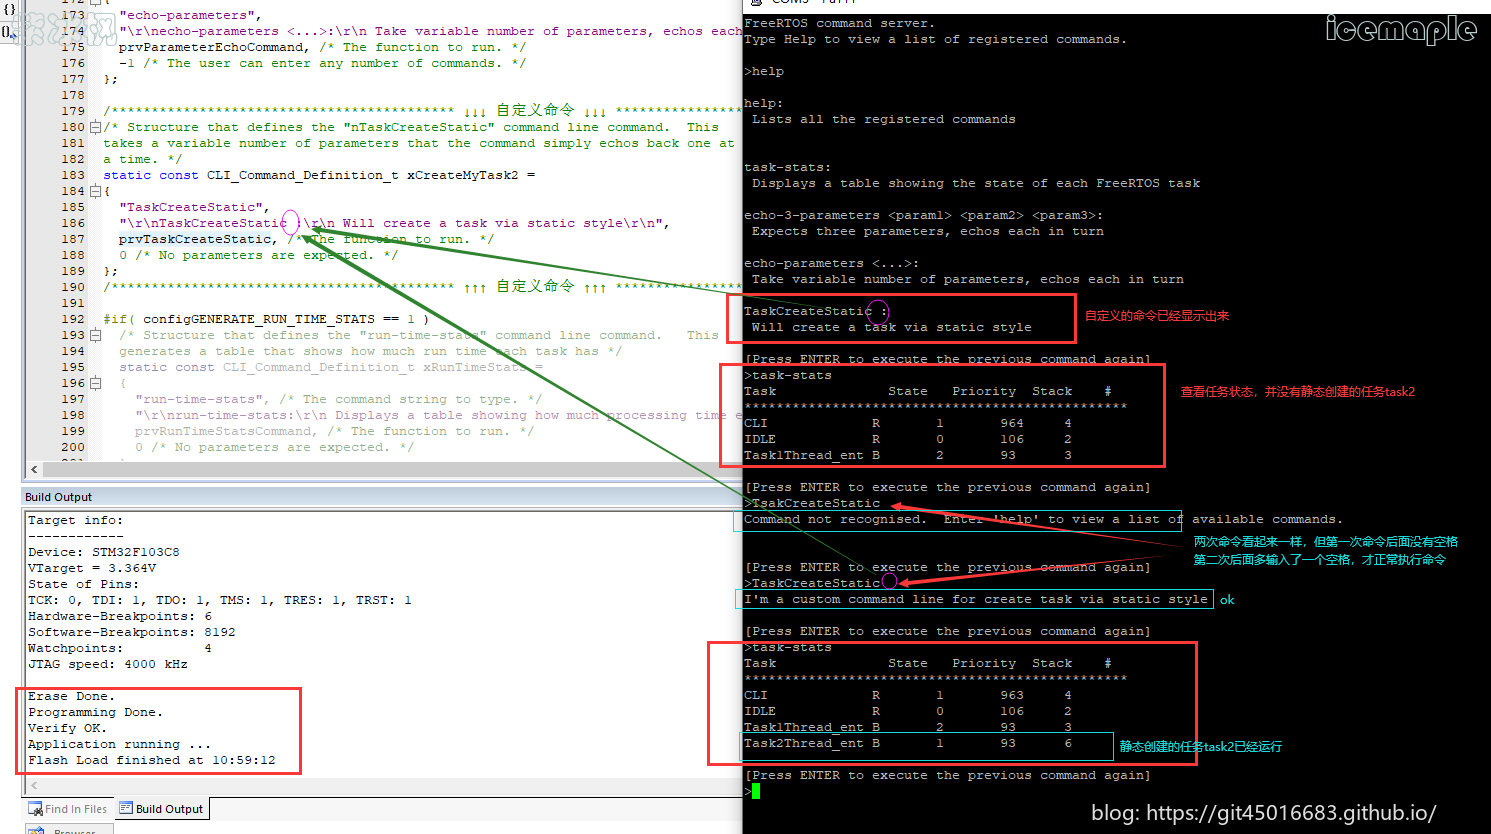 172
173 "echo-parameters",
174 "\r\necho-parameters <...>:\r\n Take variable number of parameters, echos each
175 prvParameterEchoCommand, /* The function to run. */
176 -1 /* The user can enter any number of commands. */
177 };
178
179 /******************************************* ↓↓↓ 自定义命令 ↓↓↓ ****************
180 /* Structure that defines the "nTaskCreateStatic" command line command.  This
181 takes a variable number of parameters that the command simply echos back one at
182 a time. */
183 static const CLI_Command_Definition_t xCreateMyTask2 =
184 {
185 "TaskCreateStatic",
186 "\r\nTaskCreateStatic :\r\n Will create a task via static style\r\n",
187 prvTaskCreateStatic, /* The function to run. */
188 0 /* No parameters are expected. */
189 };
190 /******************************************* ↑↑↑ 自定义命令 ↑↑↑ ****************
191
192 #if( configGENERATE_RUN_TIME_STATS == 1 )
193 /* Structure that defines the "run-time-stats" command line command.   This
194 generates a table that shows how much run time each task has */
195 static const CLI_Command_Definition_t xRunTimeStats =
196 {
197 "run-time-stats", /* The command string to type. */
198 "\r\nrun-time-stats:\r\n Displays a table showing how much processing time e
199 prvRunTimeStatsCommand, /* The function to run. */
200 0 /* No parameters are expected. */
Build Output
Target info:
------------
Device: STM32F103C8
VTarget = 3.364V
State of Pins:
TCK: 0, TDI: 1, TDO: 1, TMS: 1, TRES: 1, TRST: 1
Hardware-Breakpoints: 6
Software-Breakpoints: 8192
Watchpoints:          4
JTAG speed: 4000 kHz
Erase Done.
Programming Done.
Verify OK.
Application running ...
Flash Load finished at 10:59:12
Find In Files
Build Output
Browser
icemaple
FreeRTOS command server.
Type Help to view a list of registered commands.
>help
help:
Lists all the registered commands
task-stats:
Displays a table showing the state of each FreeRTOS task
echo-3-parameters <param1> <param2> <param3>:
Expects three parameters, echos each in turn
echo-parameters <...>:
Take variable number of parameters, echos each in turn
TaskCreateStatic :
Will create a task via static style
自定义的命令已经显示出来
[Press ENTER to execute the previous command again]
>task-stats
Task              State   Priority  Stack    #
************************************************
CLI             R       1       964     4
IDLE            R       0       106     2
Task1Thread_ent B       2       93      3
查看任务状态，并没有静态创建的任务task2
[Press ENTER to execute the previous command again]
>TsakCreateStatic
Command not recognised.  Enter 'help' to view a list of available commands.
两次命令看起来一样，但第一次命令后面没有空格
第二次后面多输入了一个空格，才正常执行命令
[Press ENTER to execute the previous command again]
>TaskCreateStatic
I'm a custom command line for create task via static style
ok
[Press ENTER to execute the previous command again]
>task-stats
Task              State   Priority  Stack    #
************************************************
CLI             R       1       963     4
IDLE            R       0       106     2
Task1Thread_ent B       2       93      3
Task2Thread_ent B       1       93      6
静态创建的任务task2已经运行
[Press ENTER to execute the previous command again]
>
blog: https://git45016683.github.io/